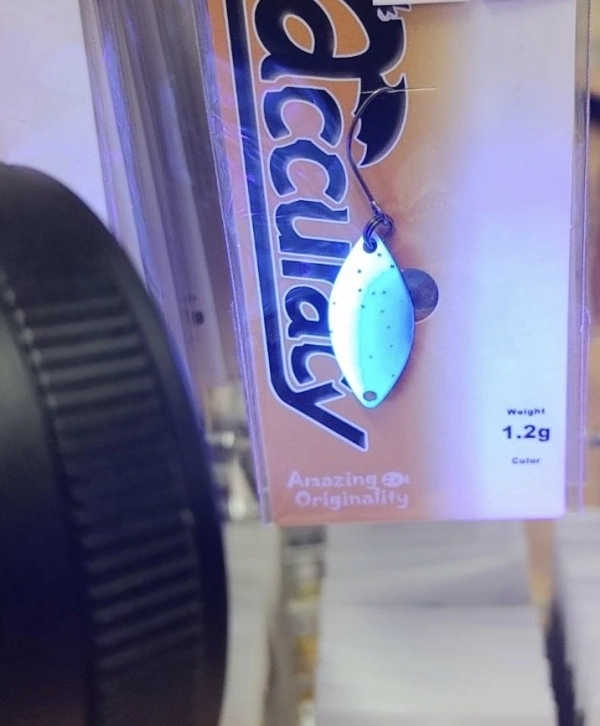 accuracy
Weight
1.2g
Color
Amazing
Originality